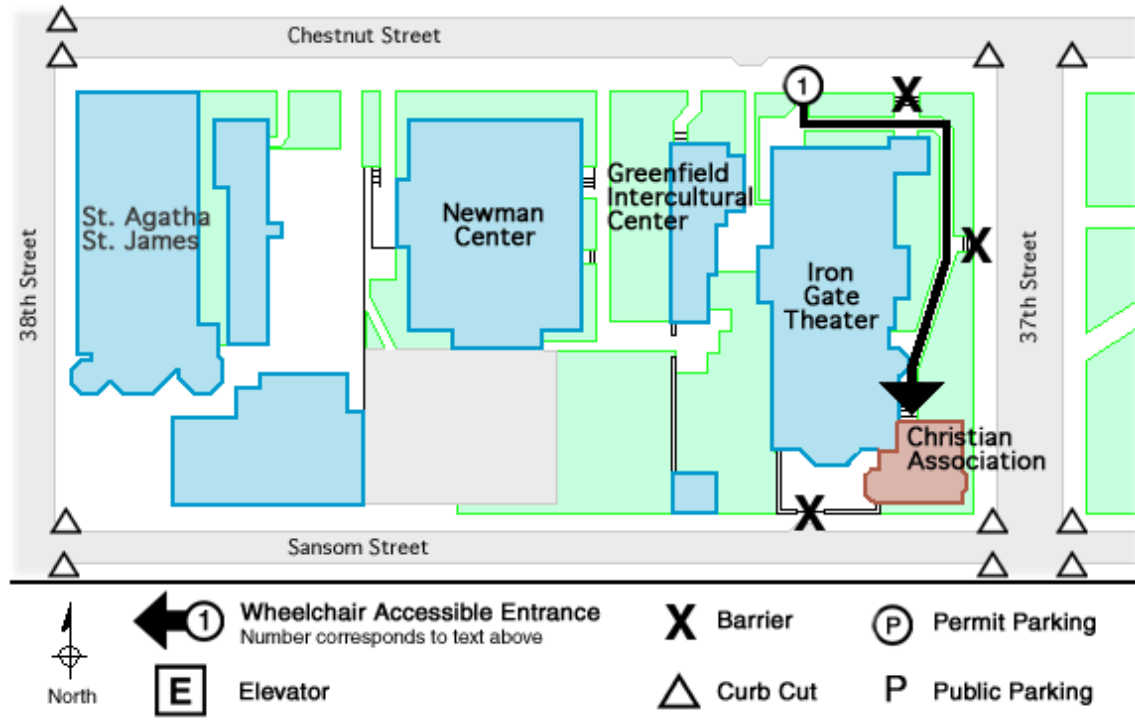 Chestnut Street
1
X
Greenfield
Intercultural
Center
St. Agatha
St. James
Newman
Center
X
Iron
Gate
Theater
38th Street
37th Street
Christian
Association
X
Sansom Street
1
Wheelchair Accessible Entrance
Number corresponds to text above
X
Barrier
P
Permit Parking
North
E
Elevator
Curb Cut
P
Public Parking